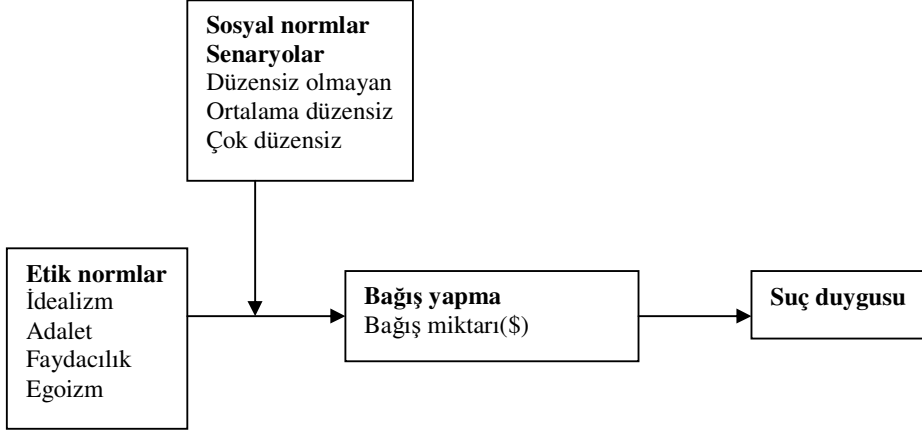 Sosyal normlar
Senaryolar
Düzensiz olmayan
Ortalama düzensiz
Çok düzensiz
Etik normlar
İdealizm
Adalet
Faydacılık
Egoizm
Bağış yapma
Bağış miktarı($)
Suç duygusu